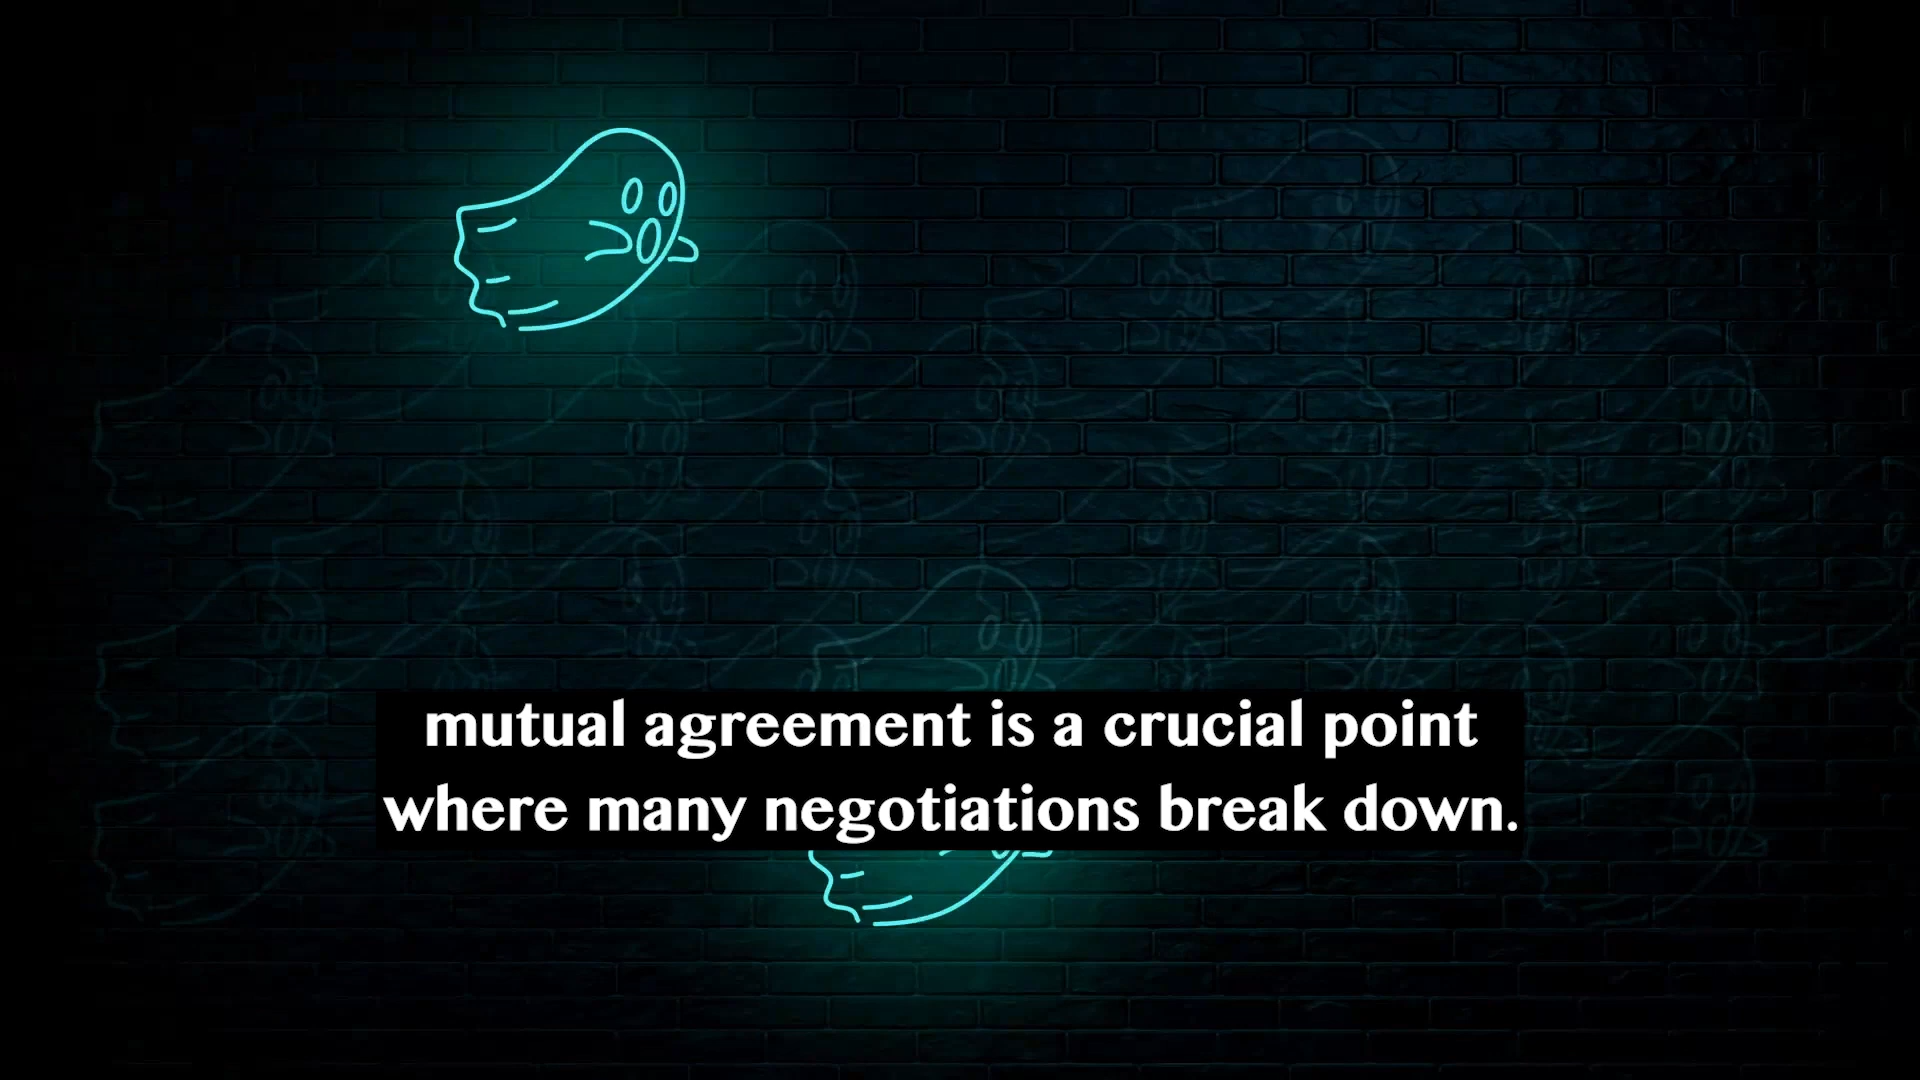 mutual agreement is a crucial point
where many negotiations break down.